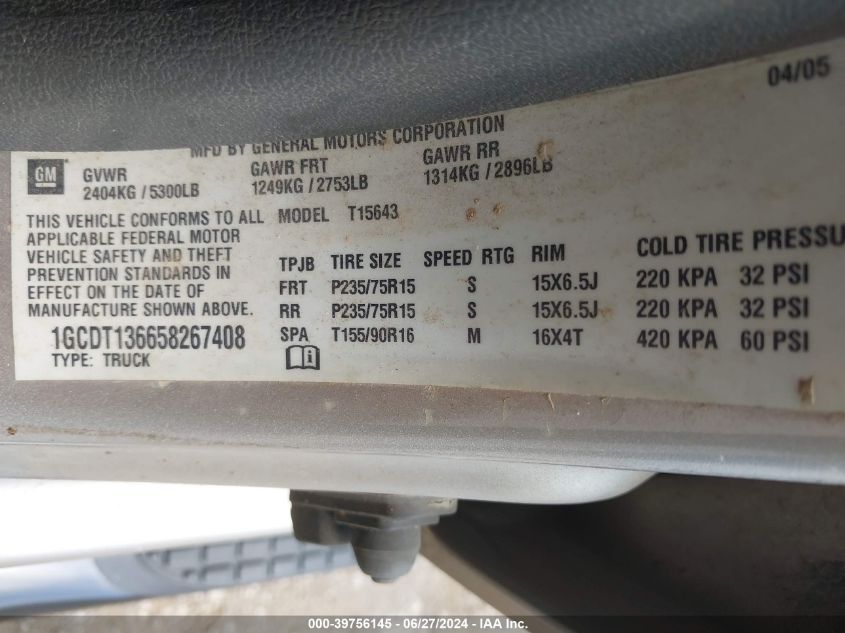 04/05
MFD BY GENERAL MOTORS CORPORATION
GM
GVWR GAWR FRT GAWR RR
2404KG / 5300LB 1249KG / 2753LB 1314KG / 2896LB
THIS VEHICLE CONFORMS TO ALL
APPLICABLE FEDERAL MOTOR
VEHICLE SAFETY AND THEFT
PREVENTION STANDARDS IN
EFFECT ON THE DATE OF
MANUFACTURE SHOWN ABOVE.
1GCDT136658267408
TYPE: TRUCK
MODEL T15643
TPJB TIRE SIZE SPEED RTG RIM COLD TIRE PRESSU
FRT P235/75R15 S 15X6.5J 220 KPA 32 PSI
RR P235/75R15 S 15X6.5J 220 KPA 32 PSI
SPA T155/90R16 M 16X4T 420 KPA 60 PSI
000-39756145 - 06/27/2024 - IAA Inc.